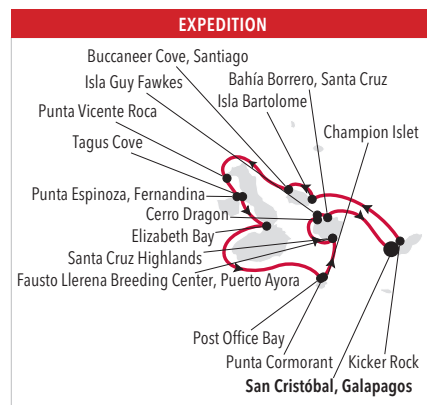 EXPEDITION
Buccaneer Cove, Santiago
Isla Guy Fawkes
Bahía Borrero, Santa Cruz
Isla Bartolome
Punta Vicente Roca
Champion Islet
Tagus Cove
Punta Espinoza, Fernandina
Cerro Dragon
Elizabeth Bay
Santa Cruz Highlands
Fausto Llerena Breeding Center, Puerto Ayora
Post Office Bay
Punta Cormorant
Kicker Rock
San Cristóbal, Galapagos